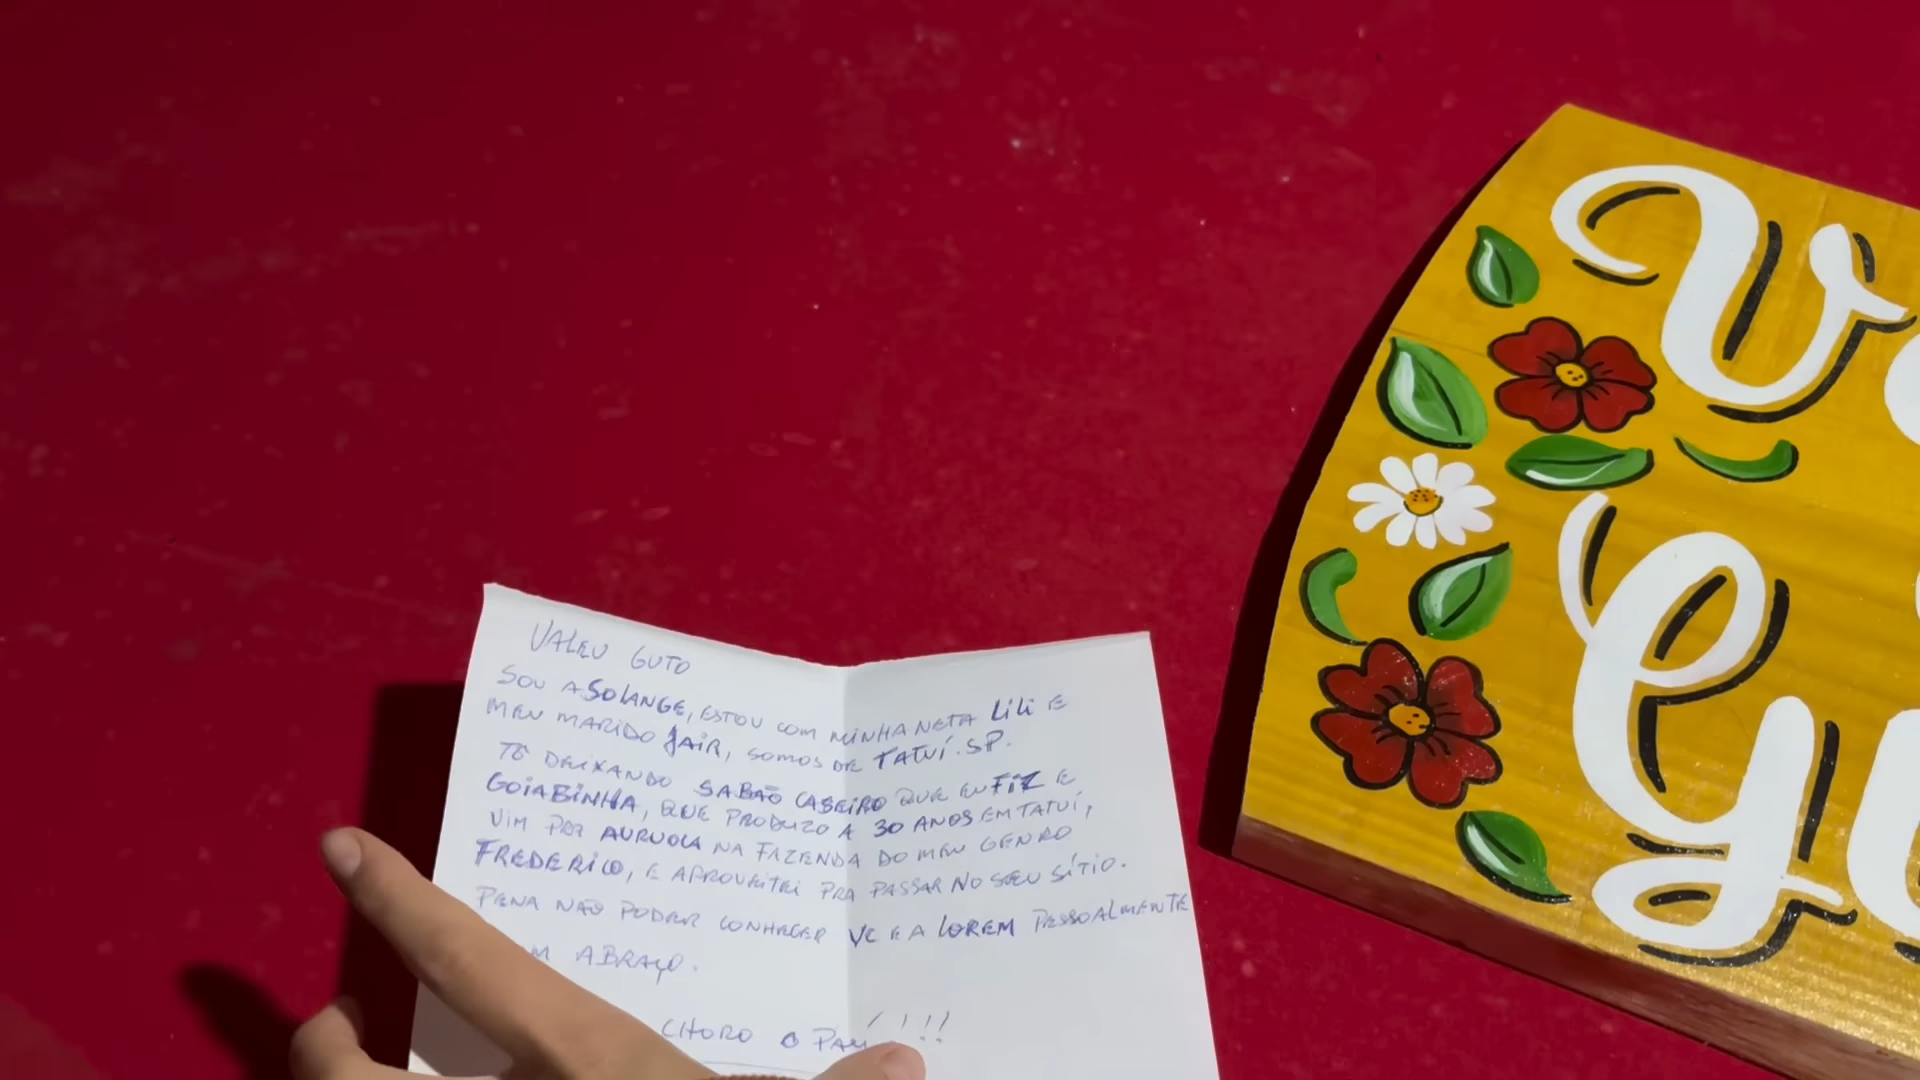 VALEU GUTO
SOU A SOLANGE, ESTOU COM MINHA NETA LILI E
MEU MARIDO JAIR, SOMOS DE TATUÍ.SP.
TÔ DEIXANDO SABÃO CASEIRO QUE EU FIZ E
GOIABINHA, QUE PRODUZO A 30 ANOS EM TATUÍ,
VIM PRA AURUOCA NA FAZENDA DO MEU GENRO
FREDERICO, E APROVEITEI PRA PASSAR NO SEU SÍTIO.
PENA NÃO PODER CONHECER VC E A LOREM PESSOALMENTE
ABRAÇO.
CHORO O